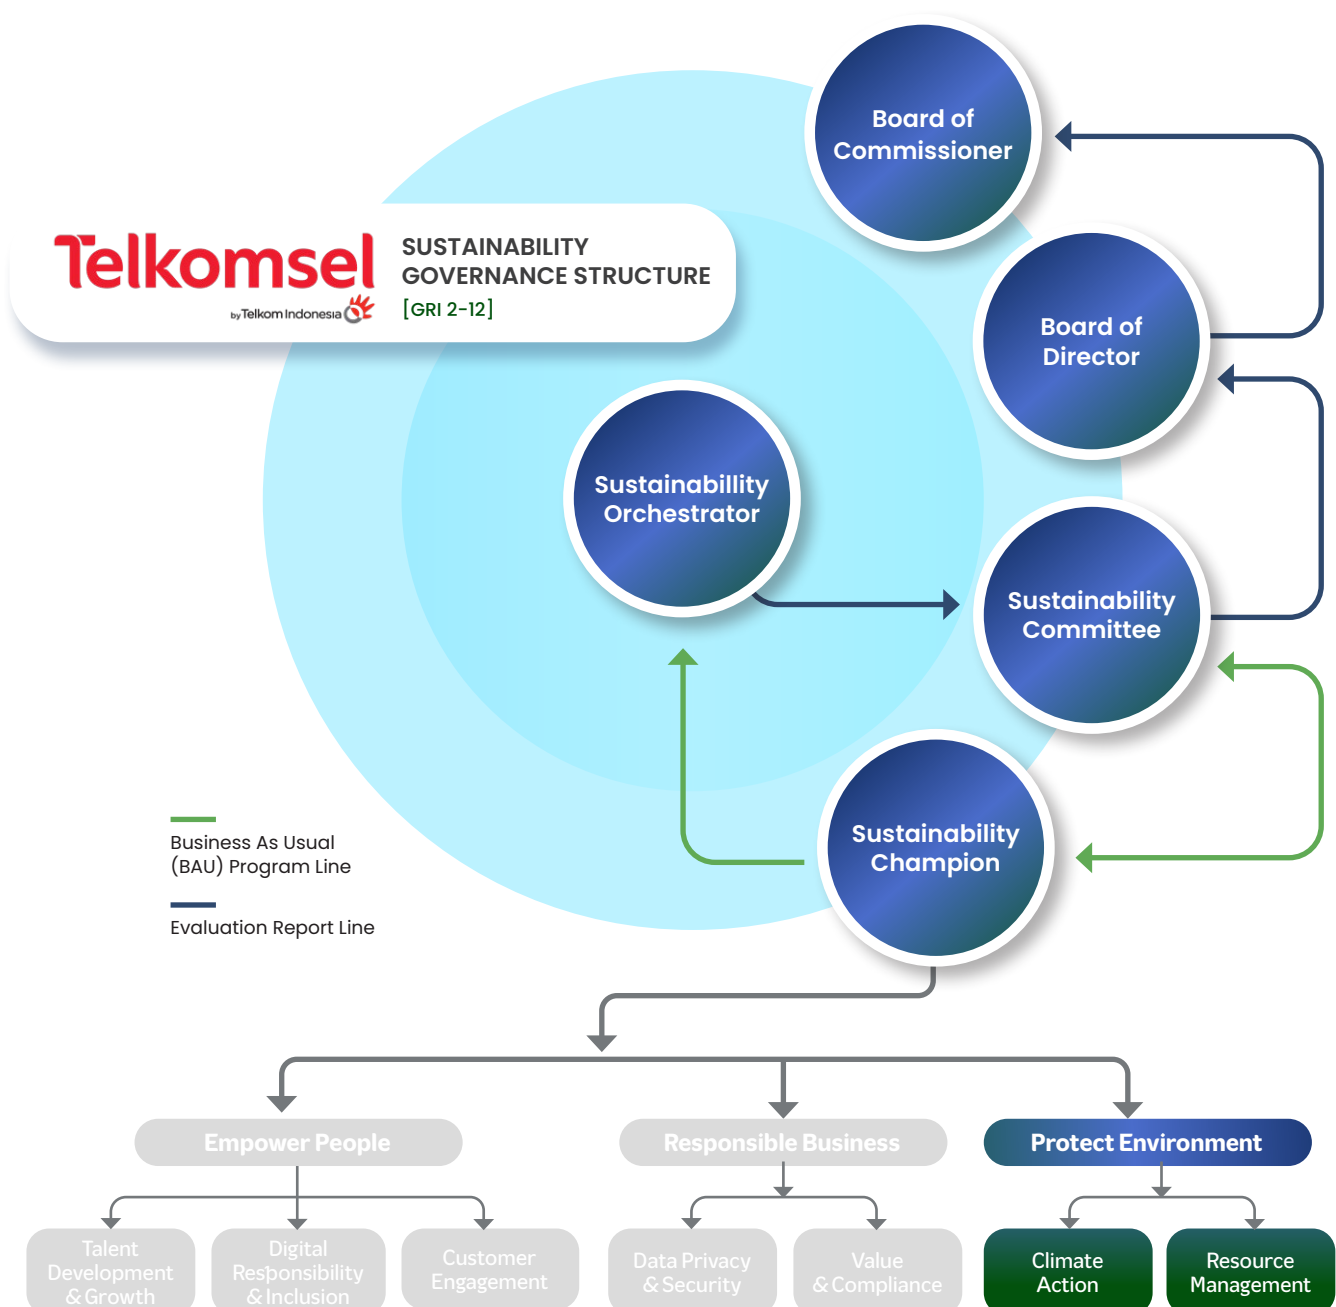 Board of
Commissioner
Telkomsel
by Telkom Indonesia
SUSTAINABILITY
GOVERNANCE STRUCTURE
[GRI 2-12]
Board of
Director
Sustainabillity
Orchestrator
Sustainability
Committee
Sustainability
Champion
Business As Usual
(BAU) Program Line
Evaluation Report Line
Empower People
Responsible Business
Protect Environment
Talent
Development
& Growth
Digital
Responsibility
& Inclusion
Customer
Engagement
Data Privacy
& Security
Value
& Compliance
Climate
Action
Resource
Management